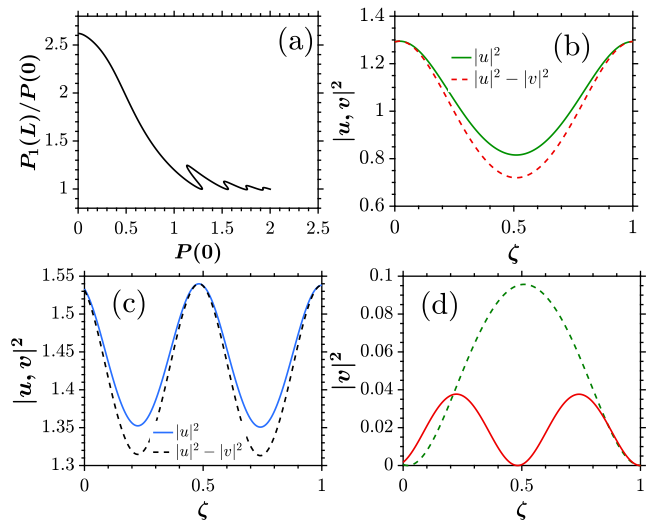 (a)
P₁(L)/P(0)
2.5
2
1.5
1
0 0.5 1 1.5 2 2.5
P(0)
(b)
|u|²
|u|² − |v|²
|u, v|²
1.4
1.2
1
0.8
0.6
0 0.5 1
ζ
(c)
|u, v|²
1.55
1.5
1.45
1.4
1.35
1.3
|u|²
|u|² − |v|²
0 0.5 1
ζ
(d)
|v|²
0.1
0.08
0.06
0.04
0.02
0
0 0.5 1
ζ